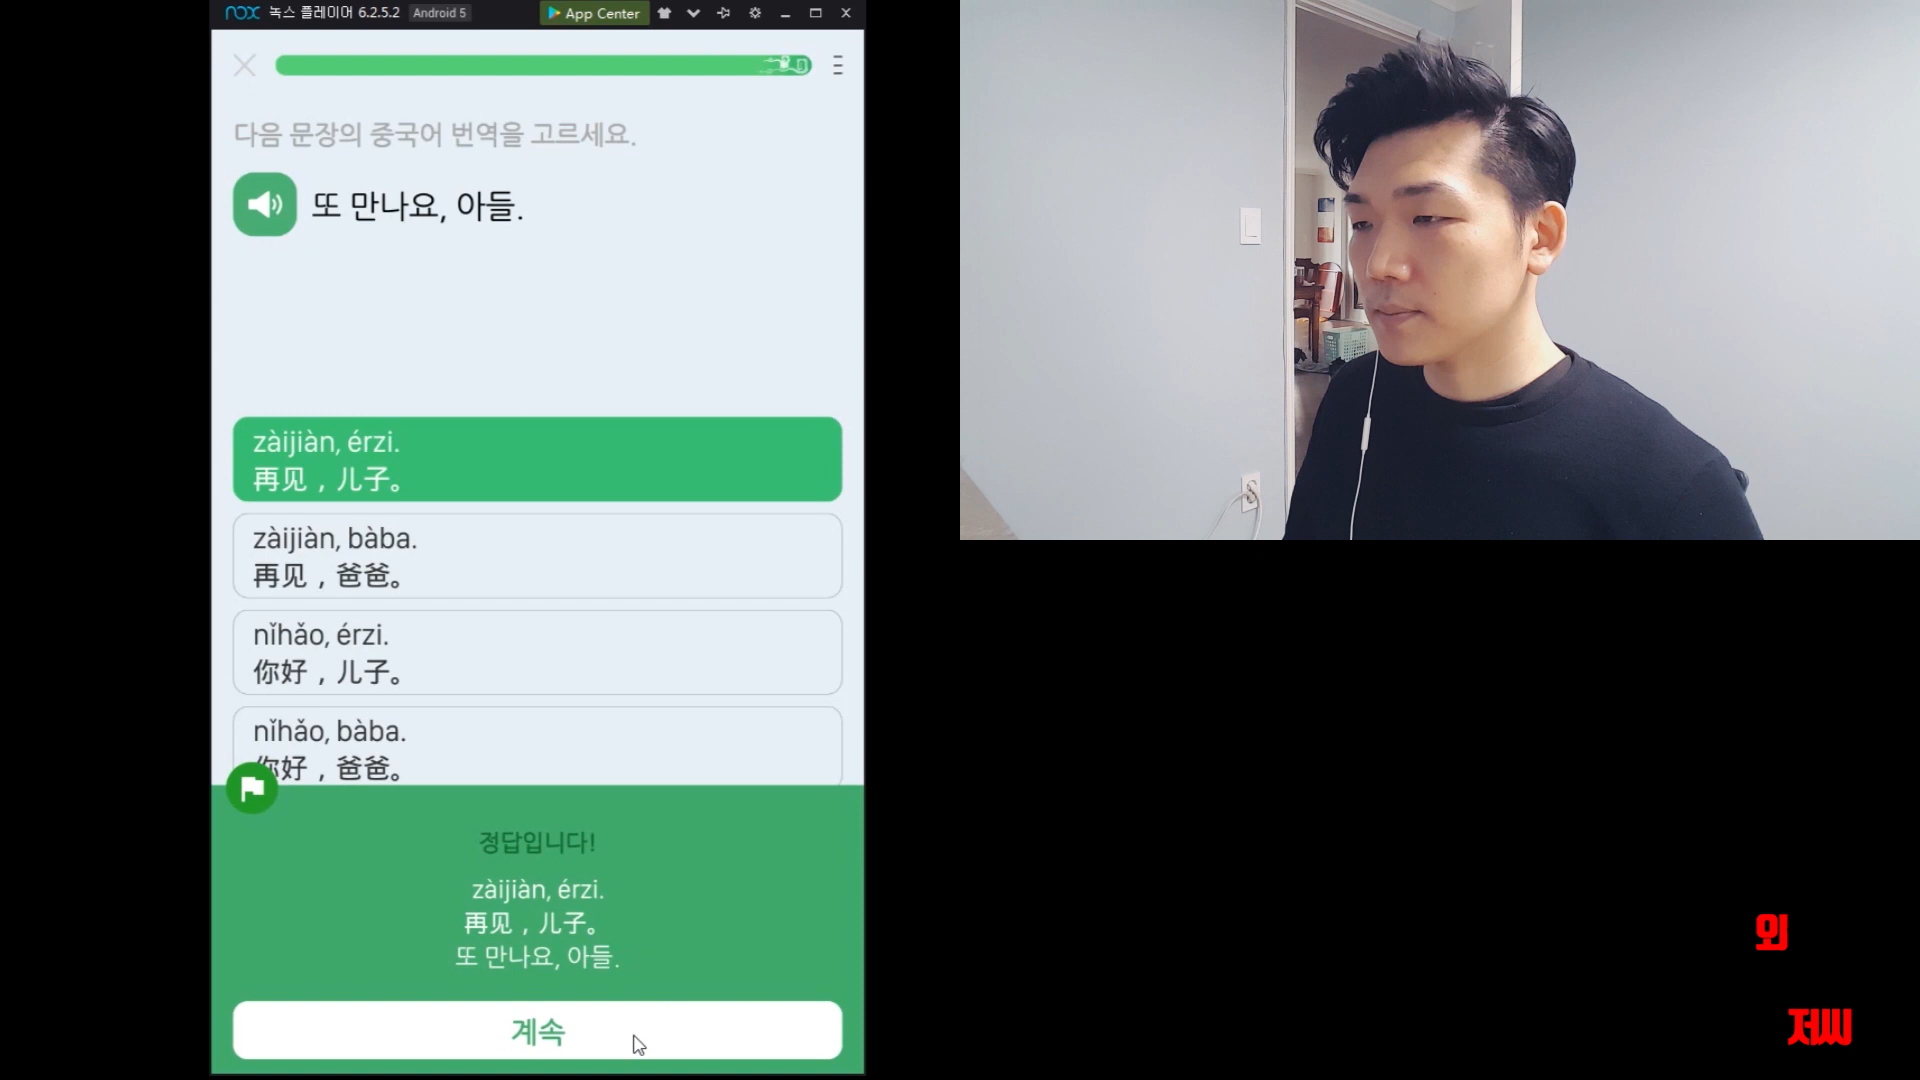 nox 녹스 플레이어 6.2.5.2 Android 5 App Center
다음 문장의 중국어 번역을 고르세요.
또 만나요, 아들.
zàijiàn, érzi.
再见，儿子。
zàijiàn, bàba.
再见，爸爸。
nǐhǎo, érzi.
你好，儿子。
nǐhǎo, bàba.
你好，爸爸。
정답입니다!
zàijiàn, érzi.
再见，儿子。
또 만나요, 아들.
계속
외
저씨